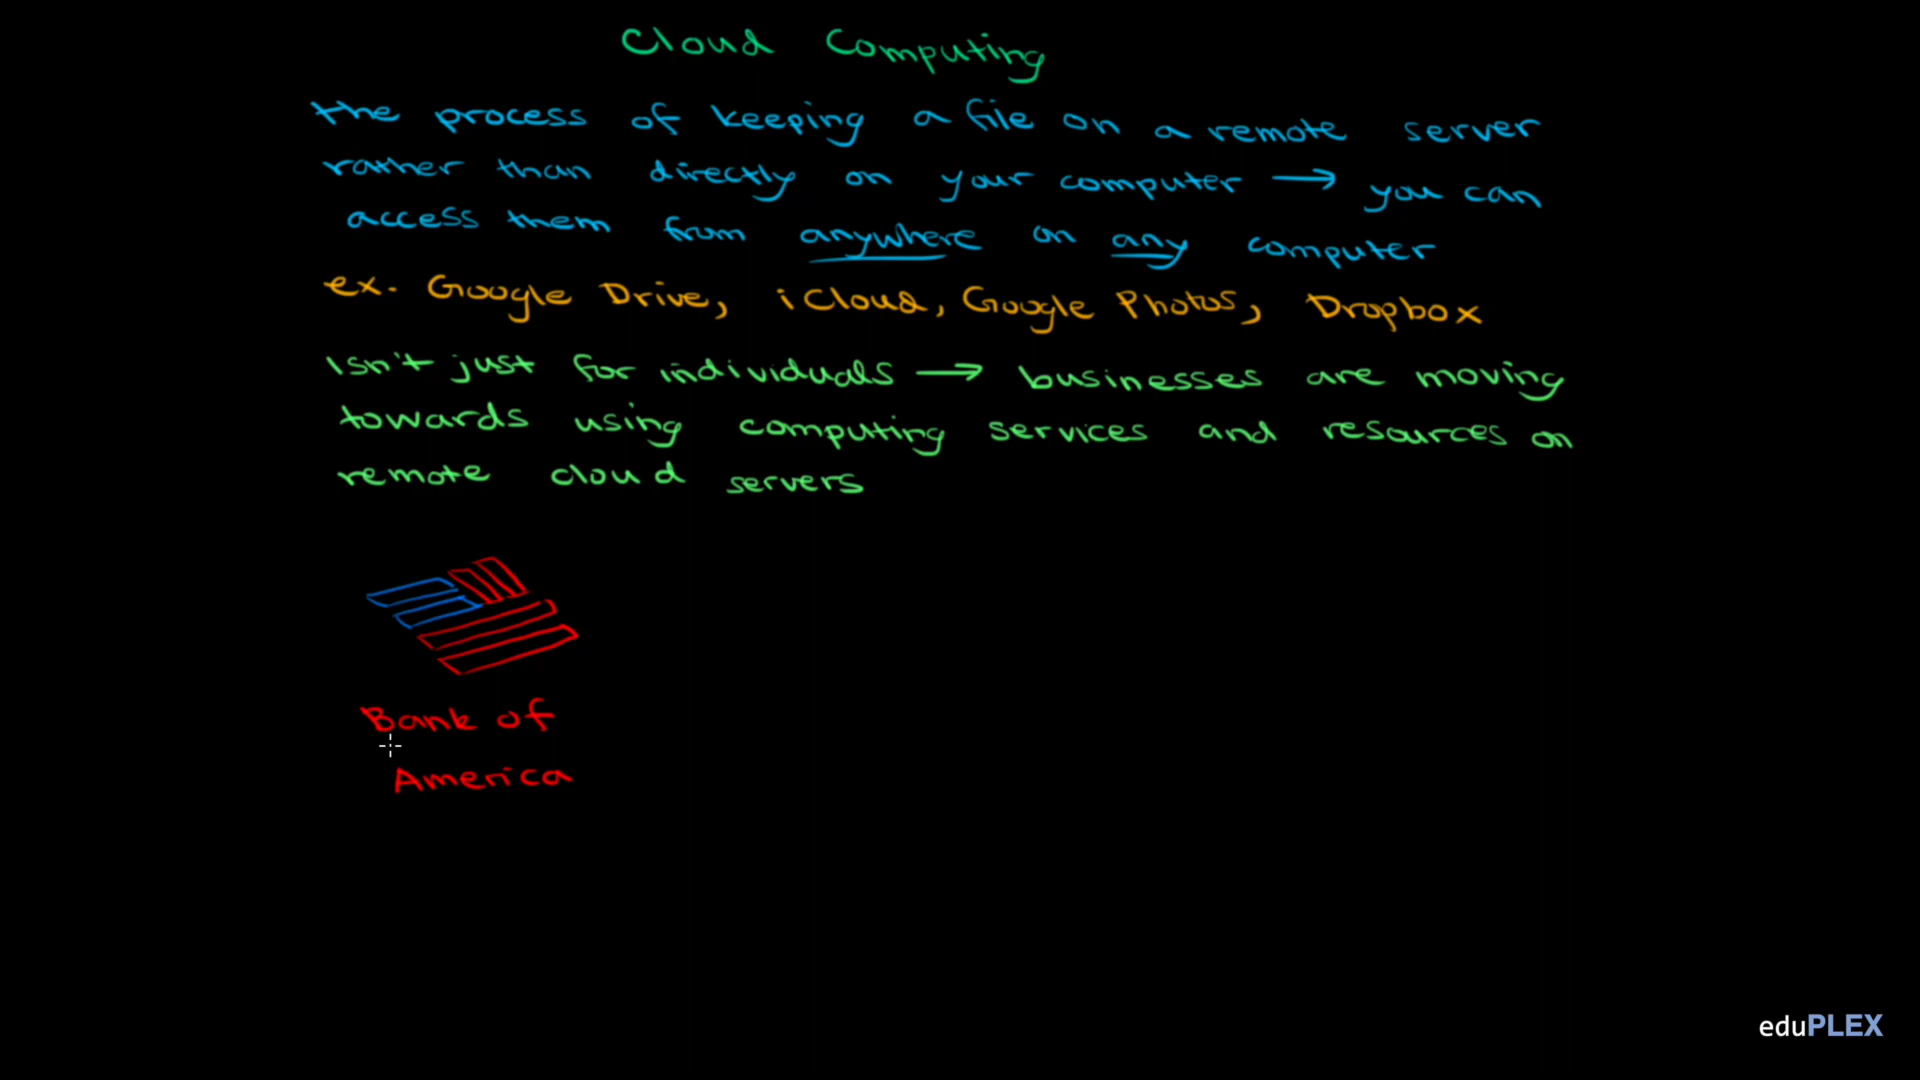 Cloud Computing
the process of keeping a file on a remote server
rather than directly on your computer → you can
access them from anywhere on any computer
ex. Google Drive, iCloud, Google Photos, Dropbox
Isn't just for individuals → businesses are moving
towards using computing services and resources on
remote cloud servers
Bank of
America
eduPLEX